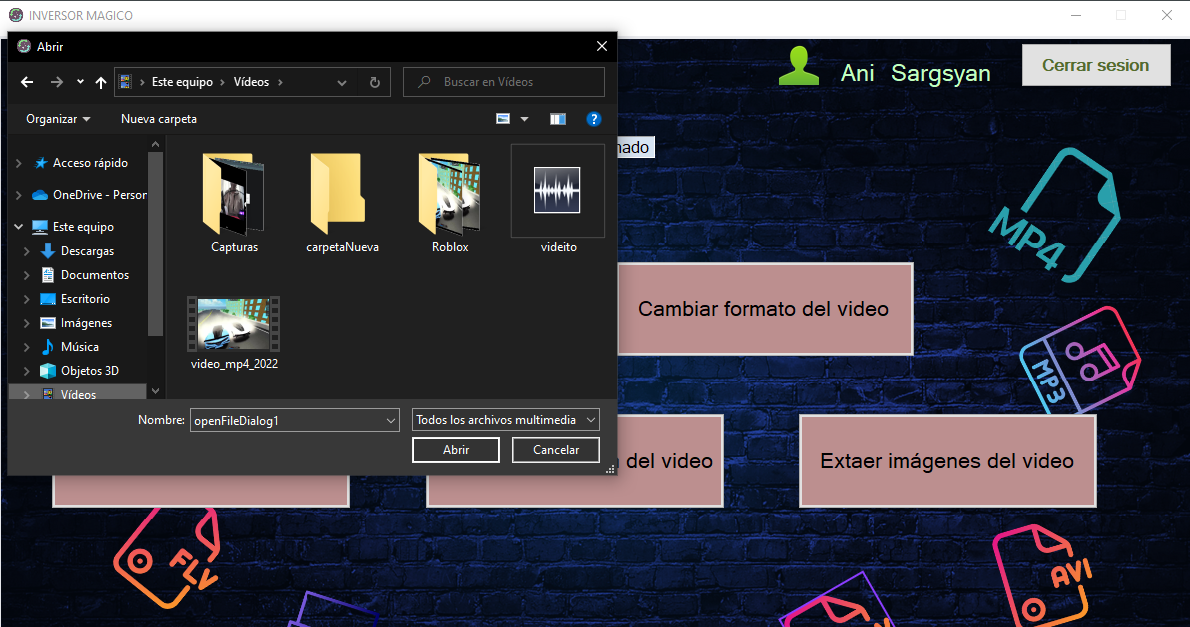 INVERSOR MAGICO
Abrir
Este equipo
Vídeos
Buscar en Vídeos
Organizar
Nueva carpeta
?
Acceso rápido
OneDrive - Person
Este equipo
Descargas
Documentos
Escritorio
Imágenes
Música
Objetos 3D
Vídeos
Capturas
carpetaNueva
Roblox
videito
video_mp4_2022
Nombre:
openFileDialog1
Todos los archivos multimedia
Abrir
Cancelar
Ani Sargsyan
Cerrar sesion
nado
MP4
Cambiar formato del video
MP3
del video
Extaer imágenes del video
FLV
AVI